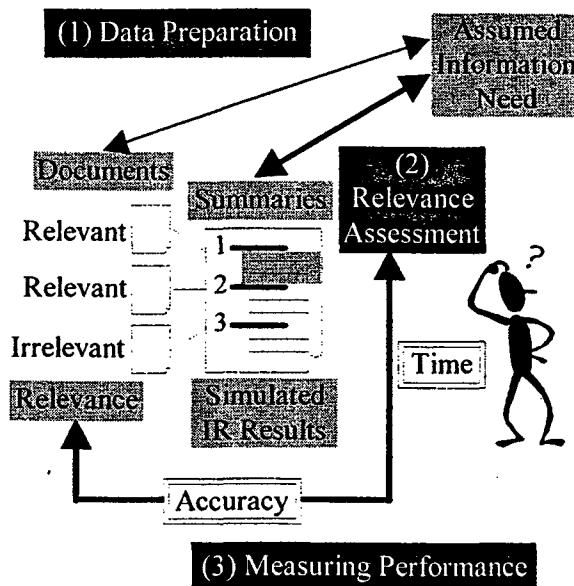 (1) Data Preparation
Assumed
Information
Need
Documents
Summaries
(2)
Relevance
Assessment
Relevant
1
Relevant
2
Irrelevant
3
?
Time
Relevance
Simulated
IR Results
Accuracy
(3) Measuring Performance